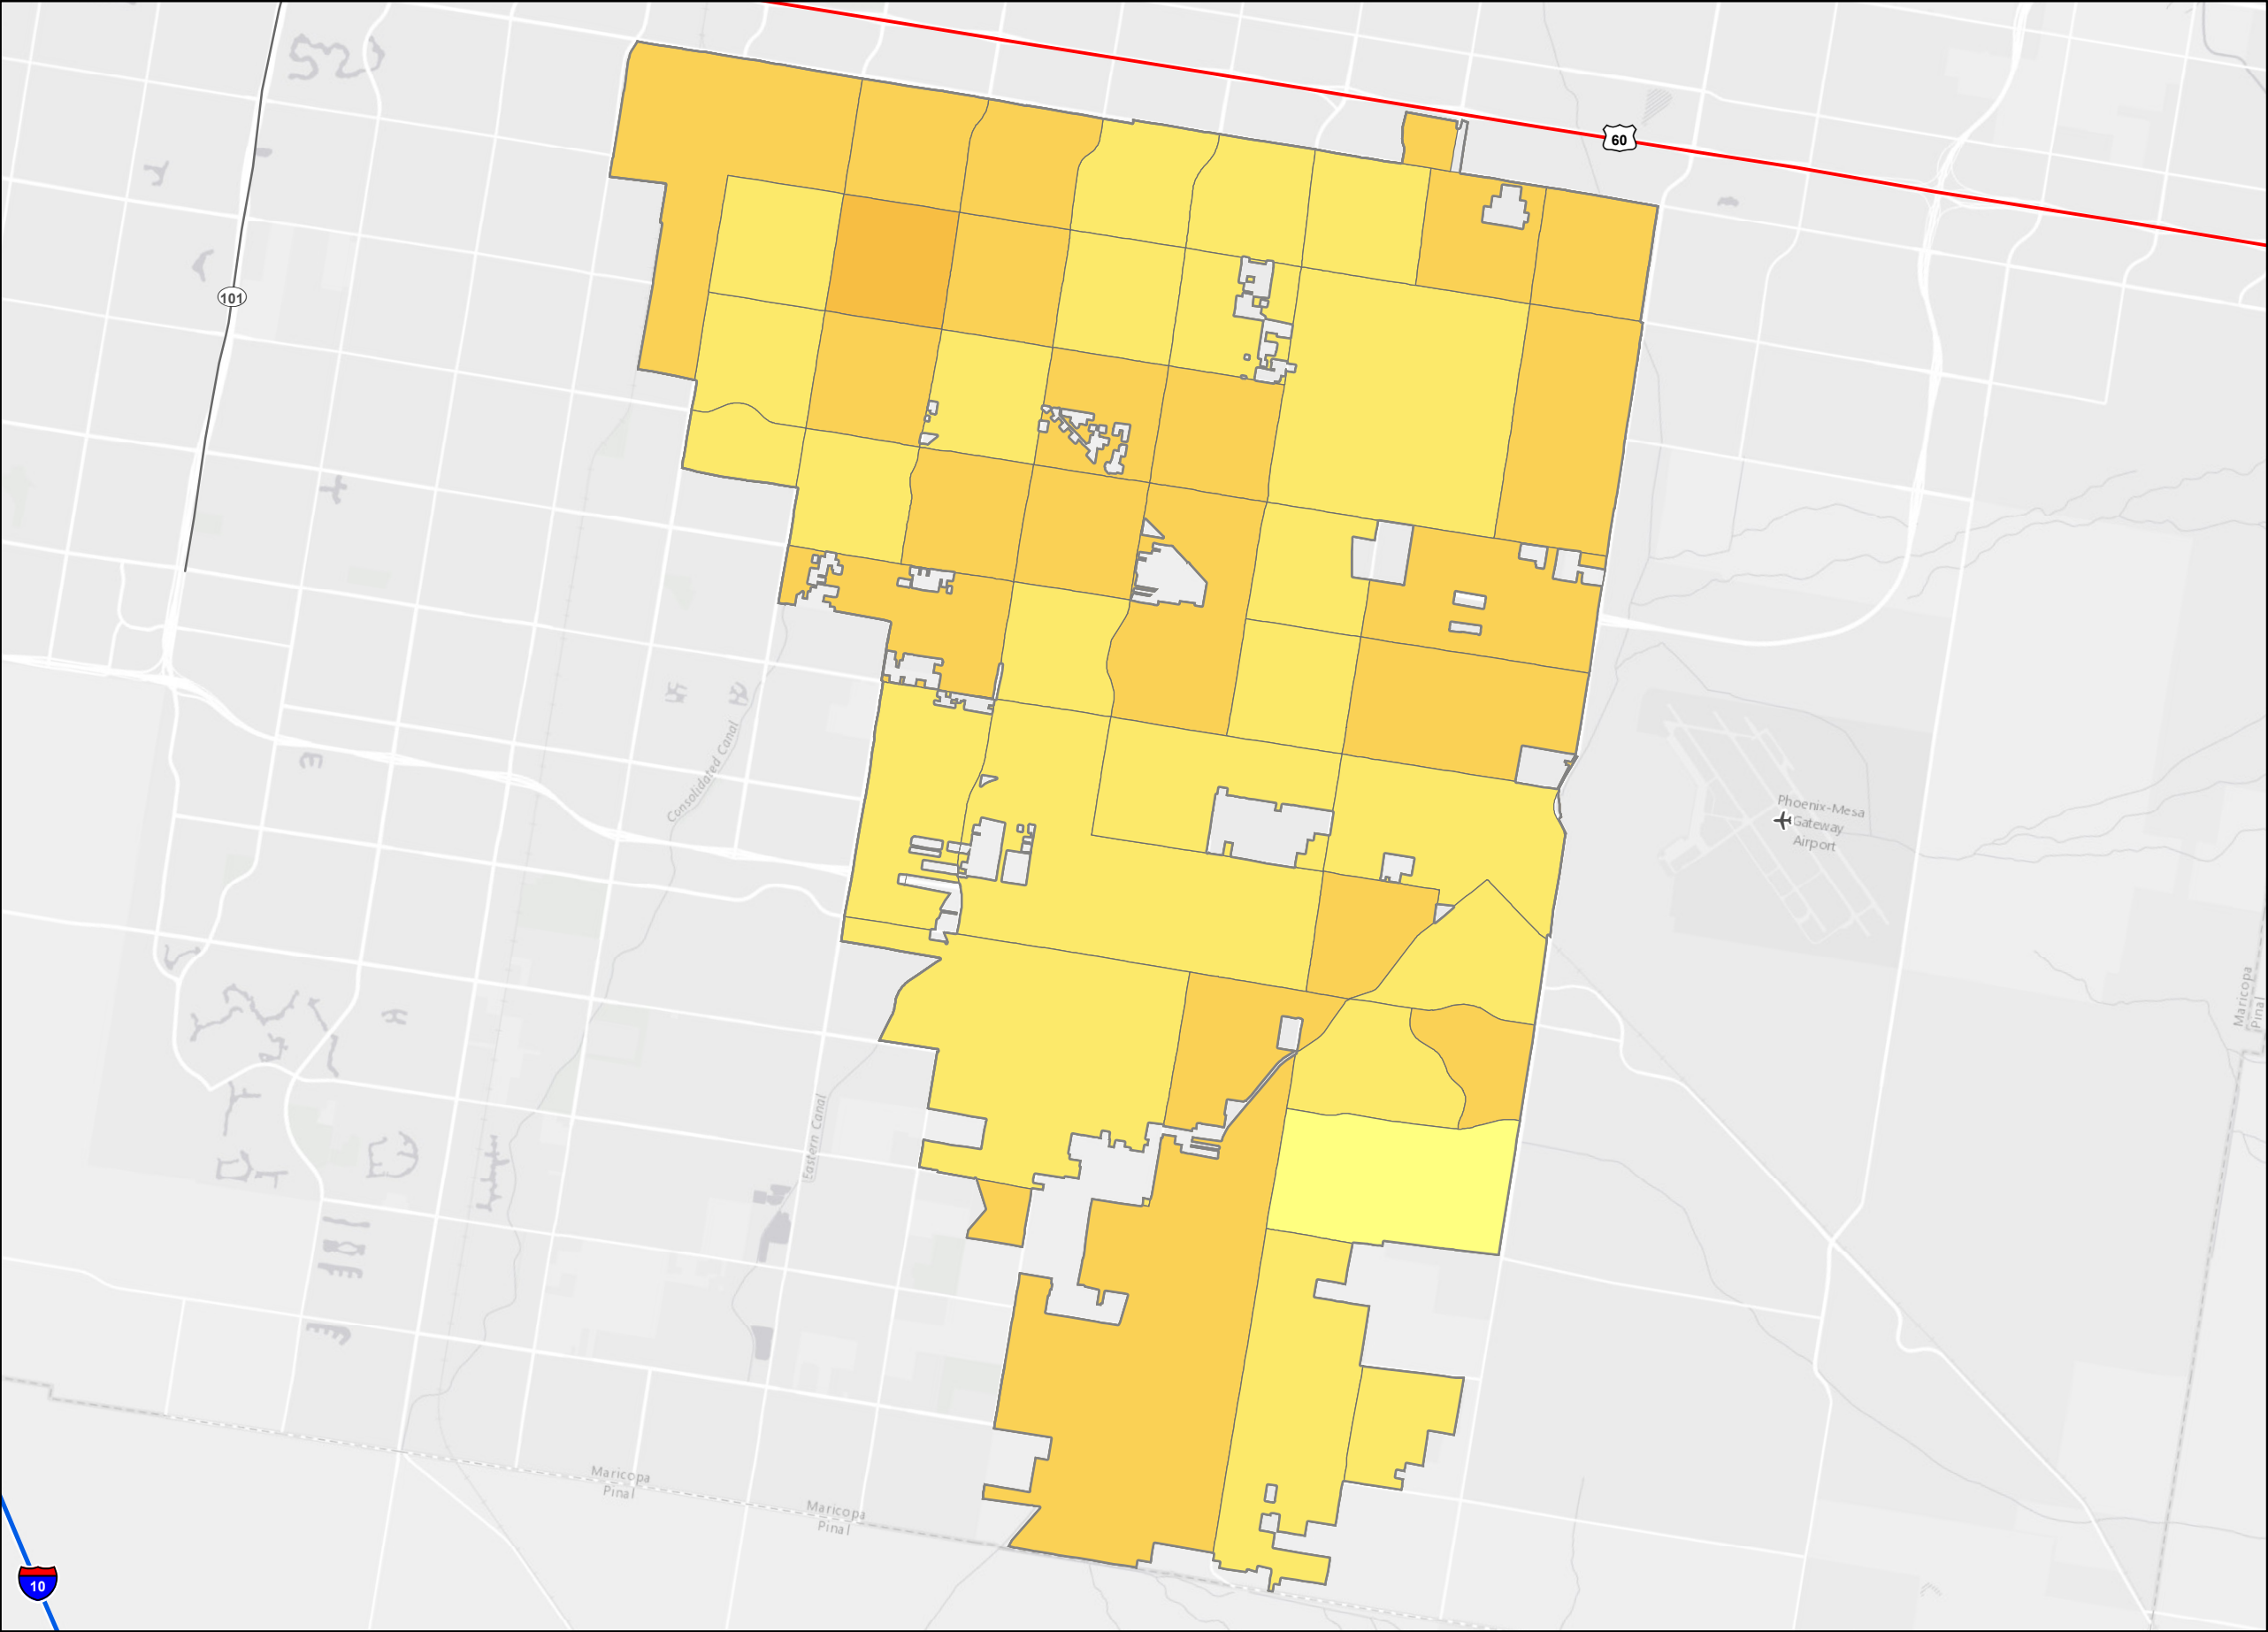 60
101
Consolidated Canal
Phoenix-Mesa
Gateway
Airport
Maricopa
Pinal
Eastern Canal
Maricopa
Pinal
Maricopa
Pinal
10